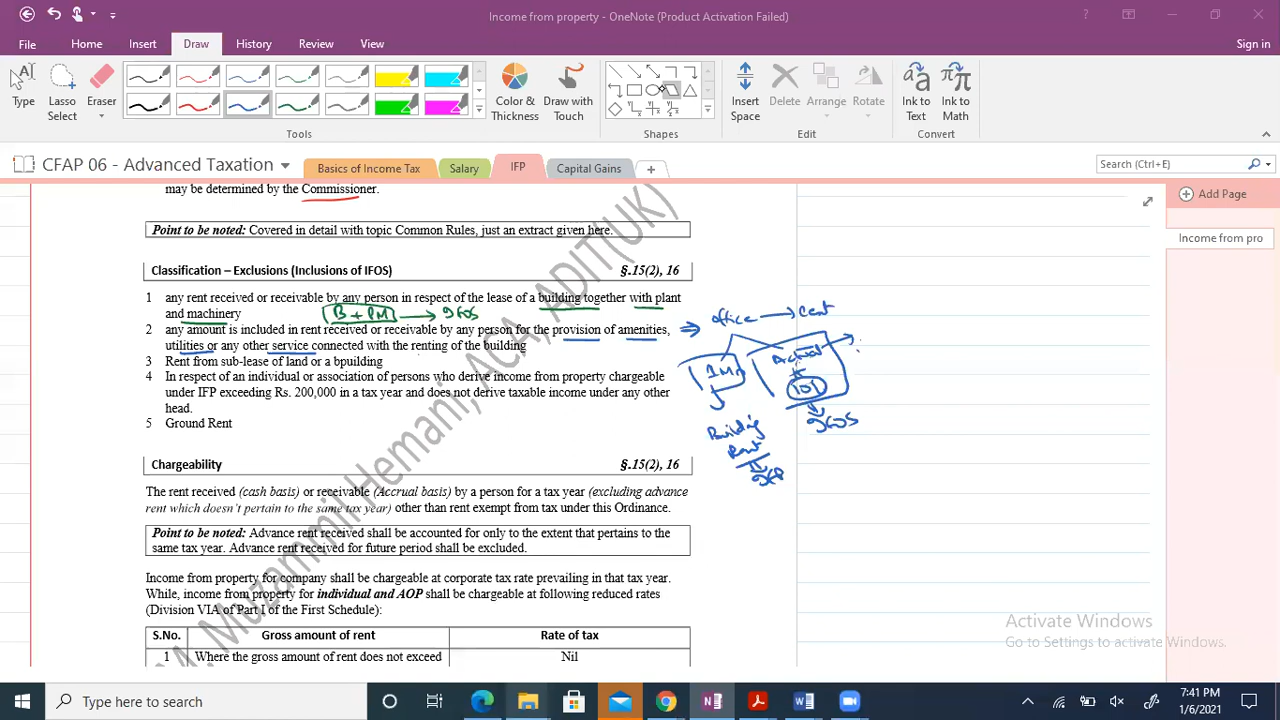 Income from property - OneNote (Product Activation Failed)
File Home Insert Draw History Review View Sign in
Type
Lasso Select
Eraser
Color & Thickness
Draw with Touch
Insert Space
Delete Arrange Rotate
Ink to Text
Ink to Math
Tools Shapes Edit Convert
CFAP 06 - Advanced Taxation Basics of Income Tax Salary IFP Capital Gains Search (Ctrl+E)
Add Page
Income from pro
may be determined by the Commissioner.
Point to be noted: Covered in detail with topic Common Rules, just an extract given here.
Classification – Exclusions (Inclusions of IFOS) §.15(2), 16
1 any rent received or receivable by any person in respect of the lease of a building together with plant
and machinery B + PM
2 any amount is included in rent received or receivable by any person for the provision of amenities,
utilities or any other service connected with the renting of the building
3 Rent from sub-lease of land or a bpuilding
4 In respect of an individual or association of persons who derive income from property chargeable
under IFP exceeding Rs. 200,000 in a tax year and does not derive taxable income under any other
head.
5 Ground Rent
office
Building
Rent
Chargeability §.15(2), 16
The rent received (cash basis) or receivable (Accrual basis) by a person for a tax year (excluding advance
rent which doesn't pertain to the same tax year) other than rent exempt from tax under this Ordinance.
Point to be noted: Advance rent received shall be accounted for only to the extent that pertains to the
same tax year. Advance rent received for future period shall be excluded.
Income from property for company shall be chargeable at corporate tax rate prevailing in that tax year.
While, income from property for individual and AOP shall be chargeable at following reduced rates
(Division VIA of Part I of the First Schedule):
S.No. Gross amount of rent Rate of tax
1 Where the gross amount of rent does not exceed Nil
M. Muzammil Hemani, ACA, ADIT(UK)
Activate Windows
Go to Settings to activate Windows.
Type here to search
7:41 PM
1/6/2021